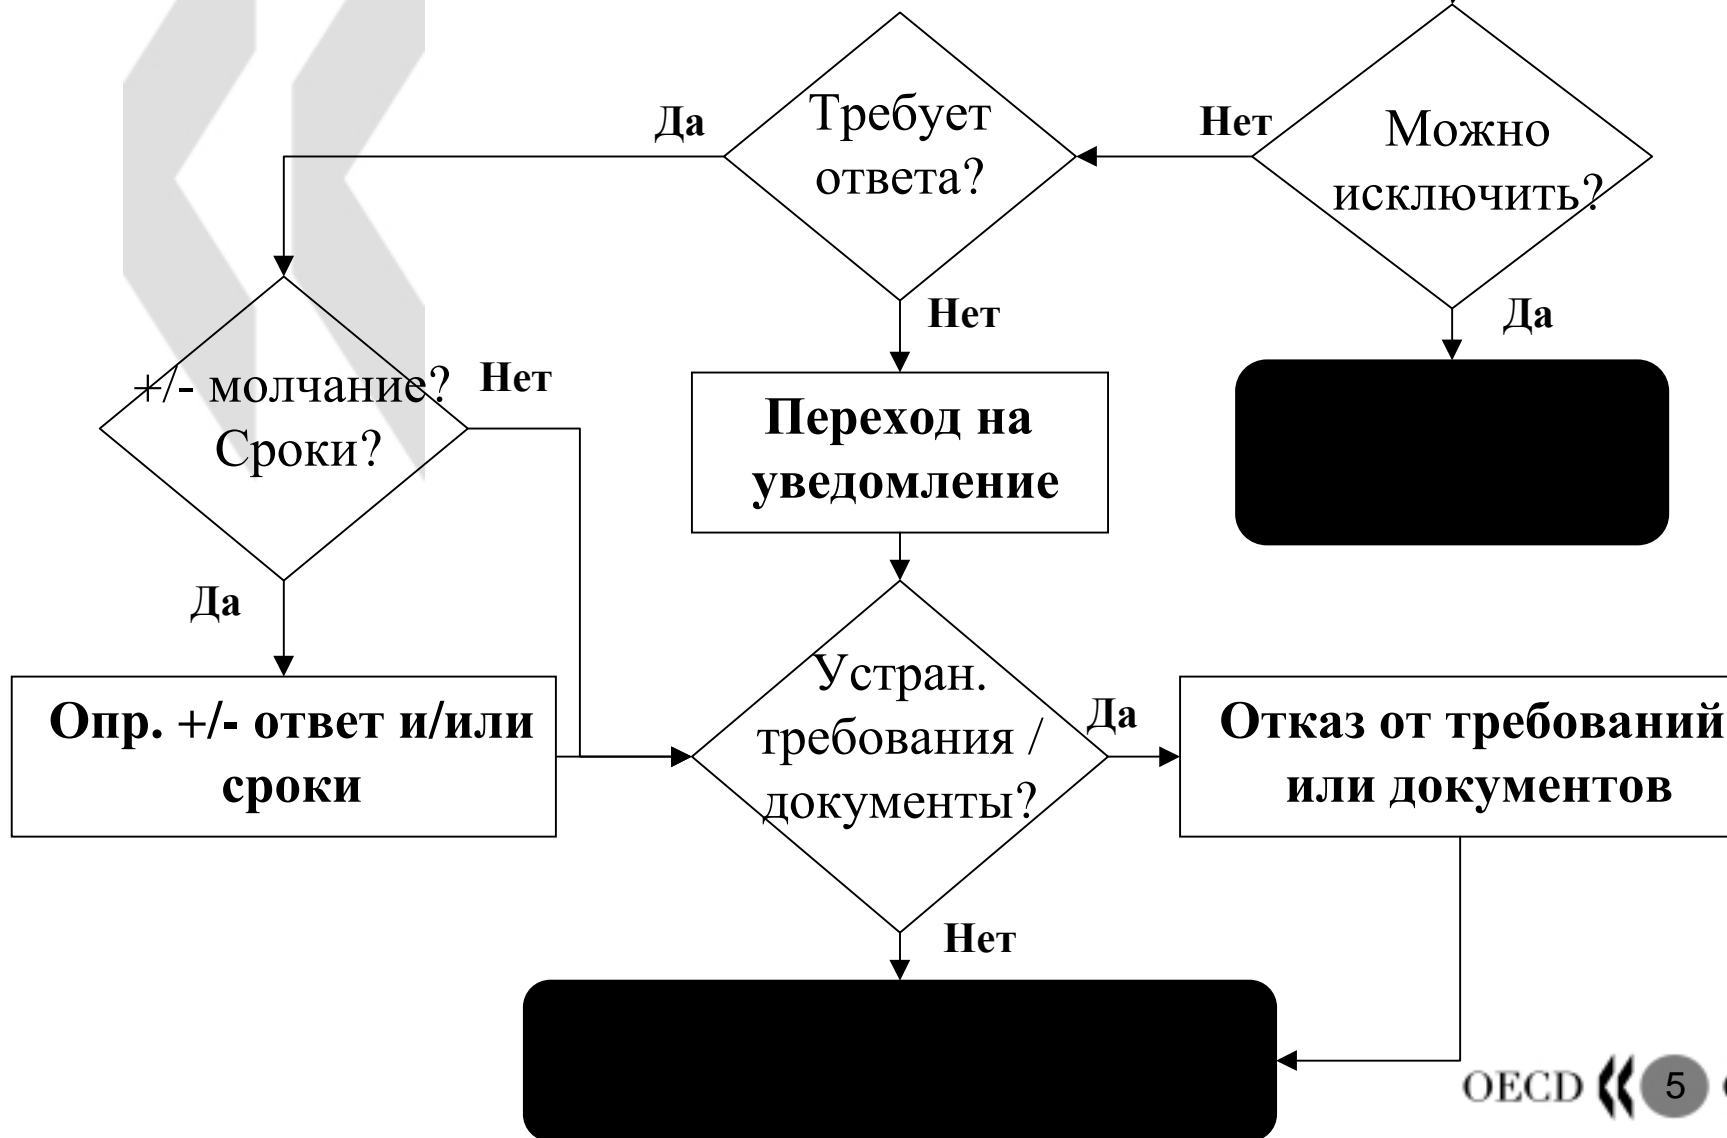 Да
Требует
ответа?
Нет
Можно
исключить?
Нет
Да
+/- молчание?
Сроки?
Нет
Переход на
уведомление
Да
Опр. +/- ответ и/или
сроки
Устран.
требования /
документы?
Да
Отказ от требований
или документов
Нет
OECD
5